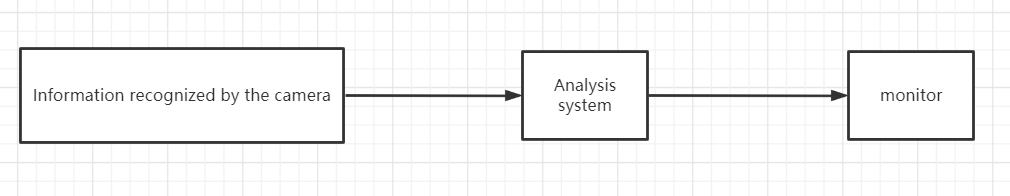 Information recognized by the camera
Analysis
system
monitor